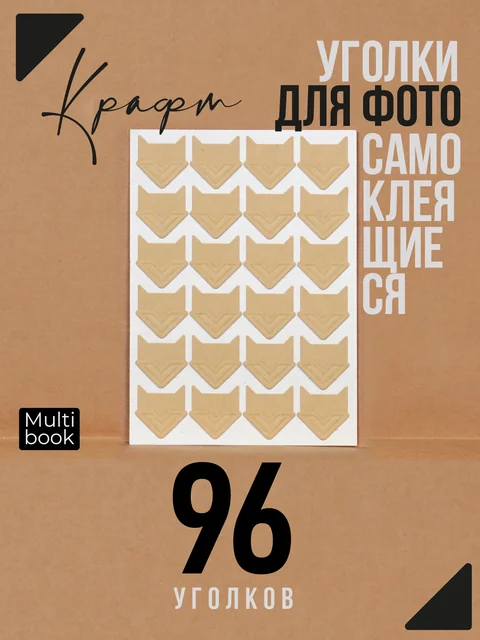 Крафт
УГОЛКИ
ДЛЯ ФОТО
САМО
КЛЕЯ
ЩИЕ
СЯ
Multi
book
96
УГОЛКОВ